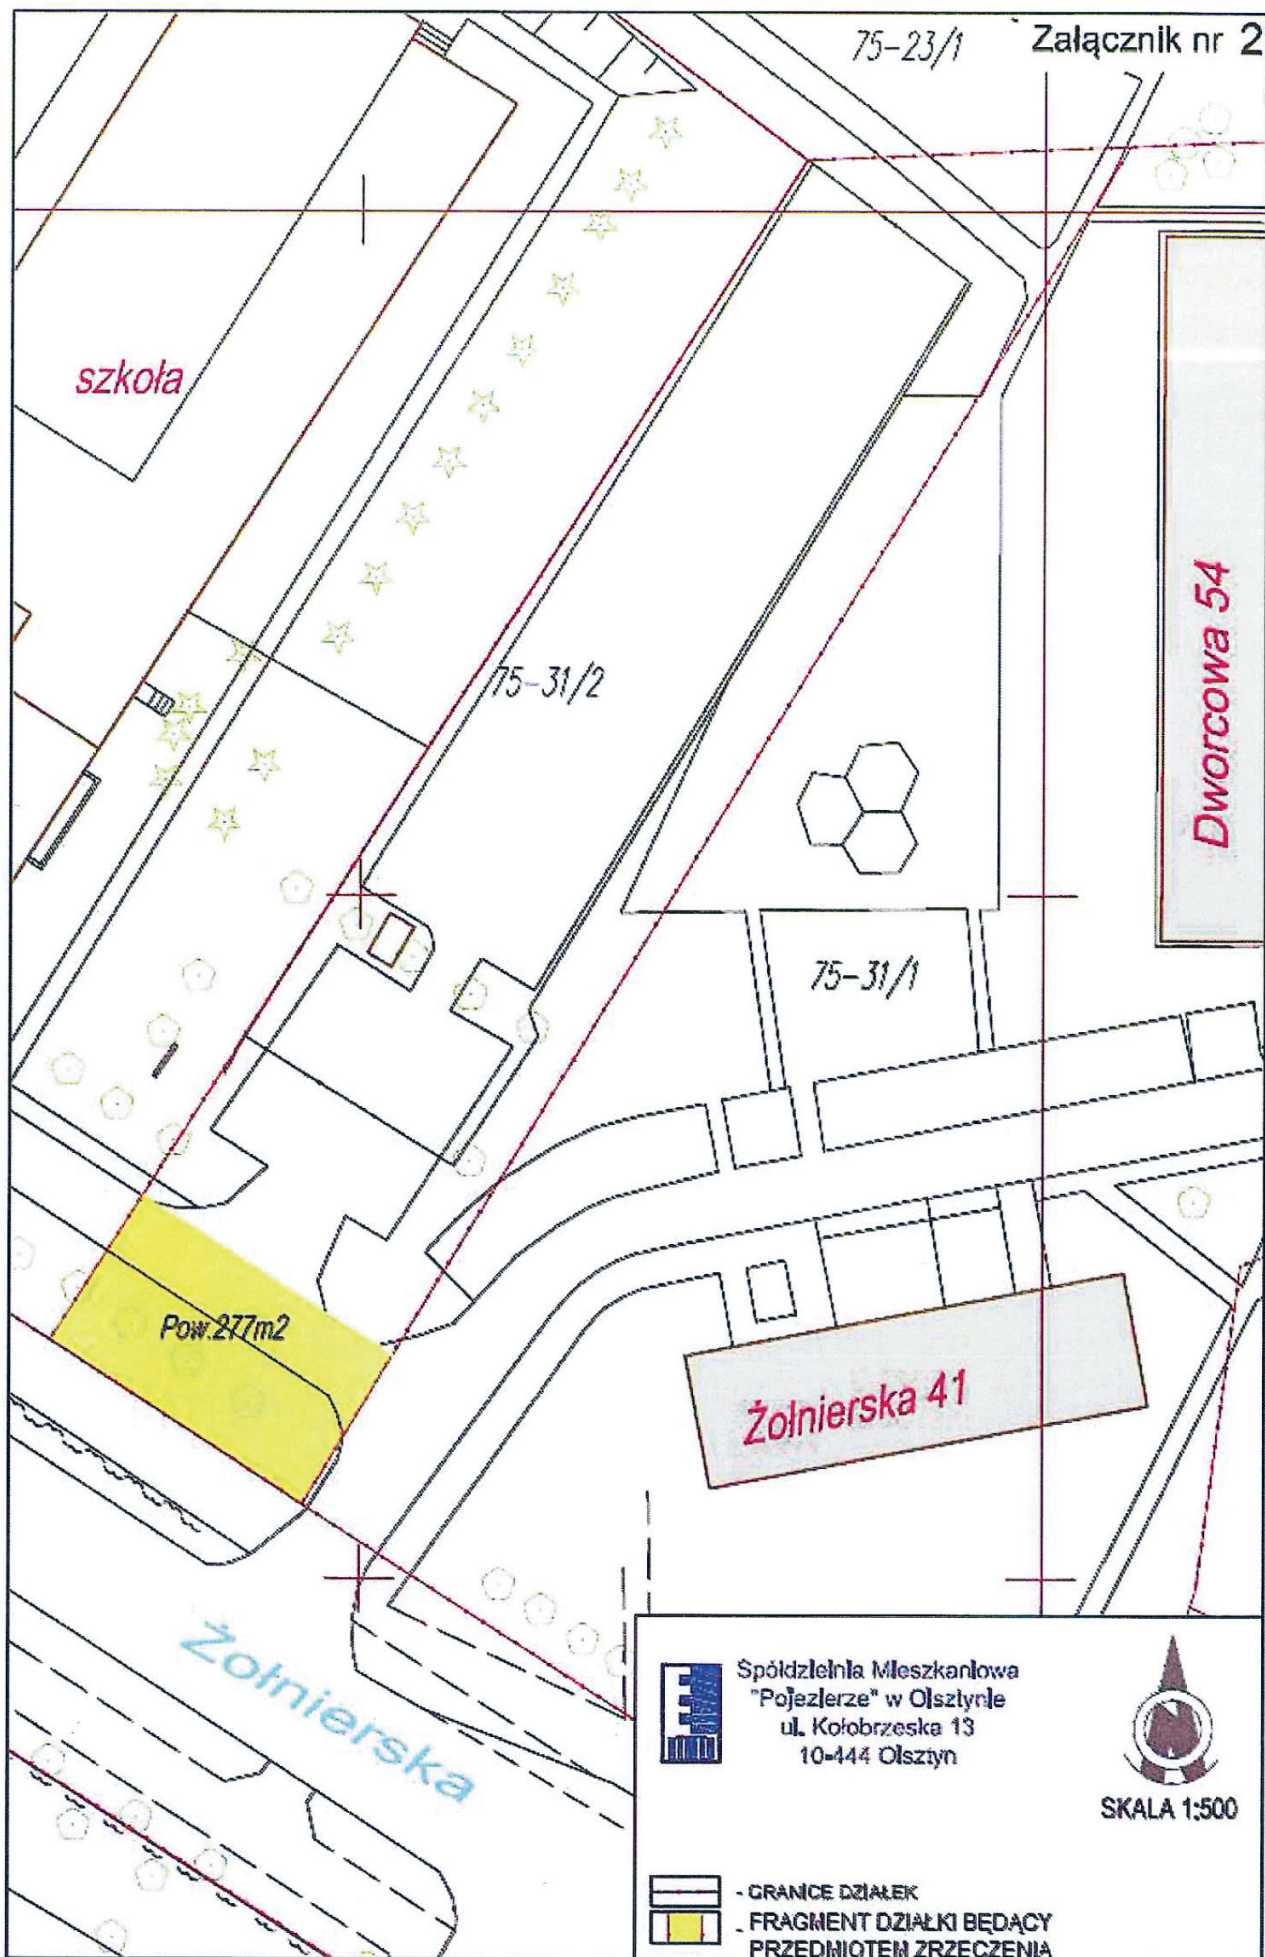 75-23/1
Załącznik nr 2
szkoła
75-31/2
Dworcowa 54
75-31/1
Pow.277m2
Żołnierska 41
Żołnierska
Spółdzielnia Mieszkaniowa
"Pojezierze" w Olsztynie
ul. Kołobrzeska 13
10-444 Olsztyn
SKALA 1:500
- GRANICE DZIAŁEK
- FRAGMENT DZIAŁKI BĘDĄCY
PRZEDMIOTEM ZRZECZENIA